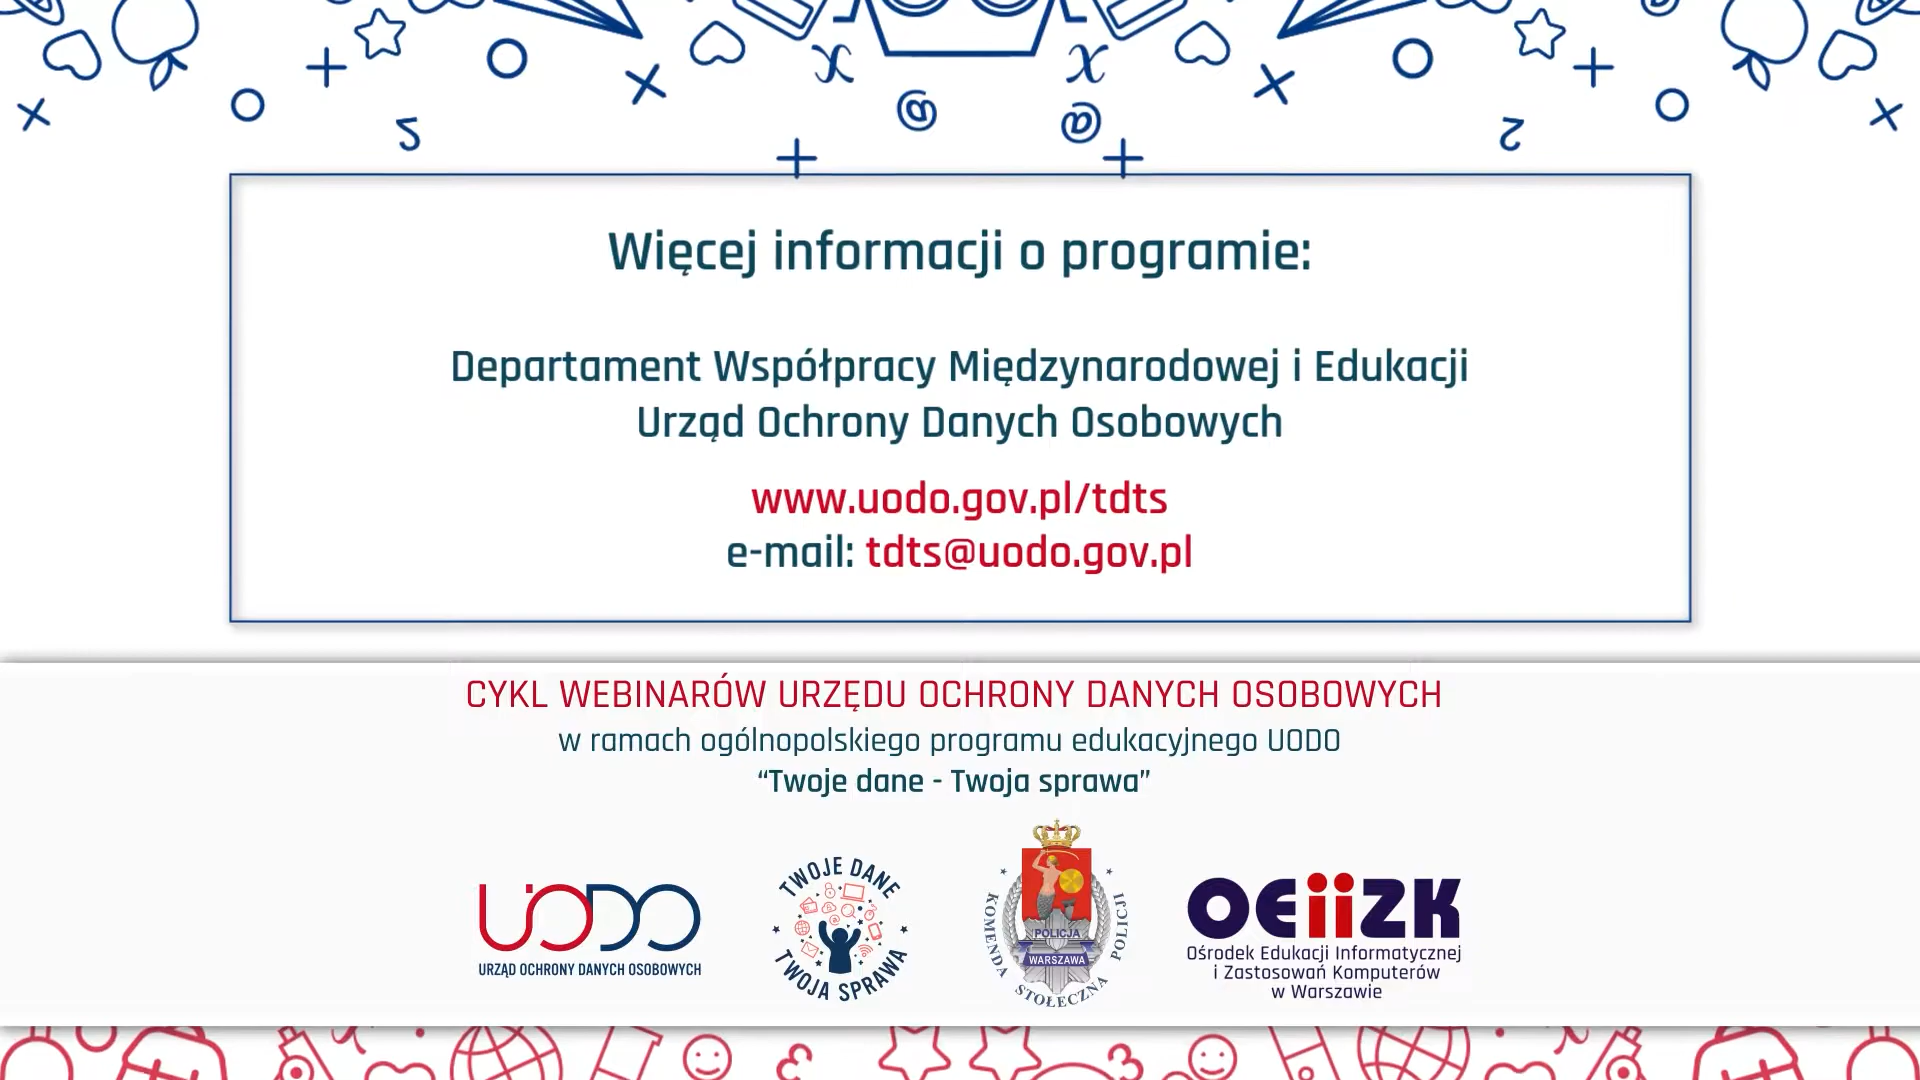 Więcej informacji o programie:
Departament Współpracy Międzynarodowej i Edukacji
Urząd Ochrony Danych Osobowych
www.uodo.gov.pl/tdts
e-mail: tdts@uodo.gov.pl
CYKL WEBINARÓW URZĘDU OCHRONY DANYCH OSOBOWYCH
w ramach ogólnopolskiego programu edukacyjnego UODO
“Twoje dane - Twoja sprawa”
UODO
URZĄD OCHRONY DANYCH OSOBOWYCH
TWOJE DANE
TWOJA SPRAWA
KOMENDA STOŁECZNA POLICJI
POLICJA
WARSZAWA
OEiiZK
Ośrodek Edukacji Informatycznej
i Zastosowań Komputerów
w Warszawie